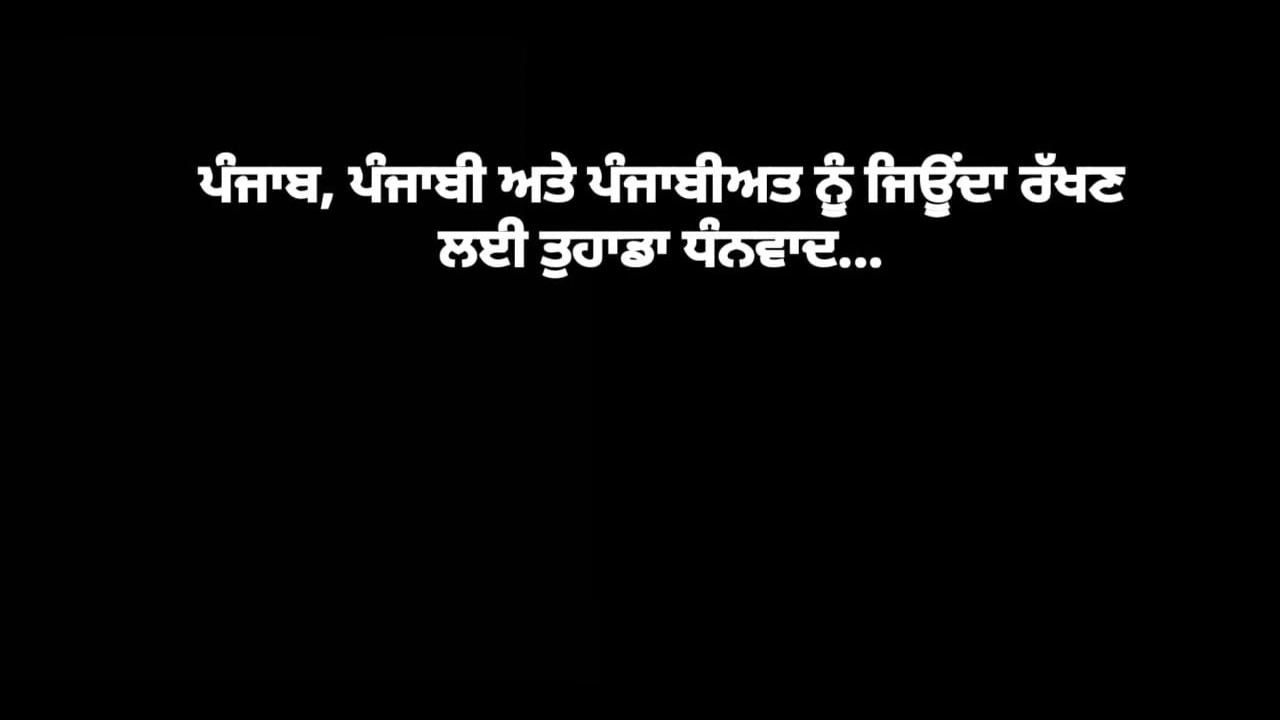 ਪੰਜਾਬ, ਪੰਜਾਬੀ ਅਤੇ ਪੰਜਾਬੀਅਤ ਨੂੰ ਜਿਊਂਦਾ ਰੱਖਣ
ਲਈ ਤੁਹਾਡਾ ਧੰਨਵਾਦ...